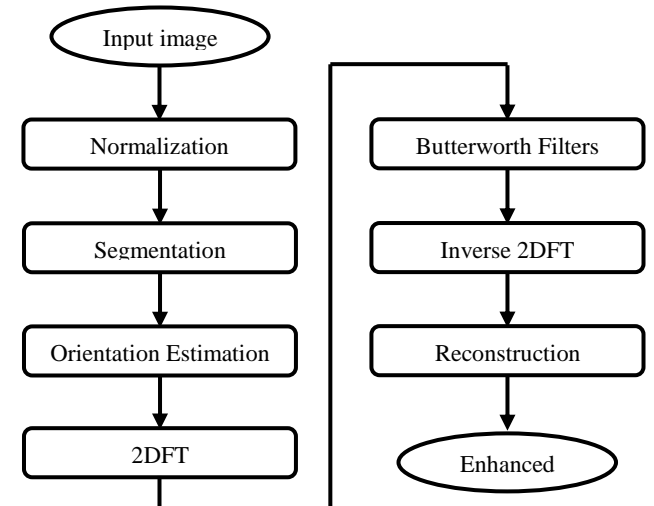 Input image
Normalization
Segmentation
Orientation Estimation
2DFT
Butterworth Filters
Inverse 2DFT
Reconstruction
Enhanced